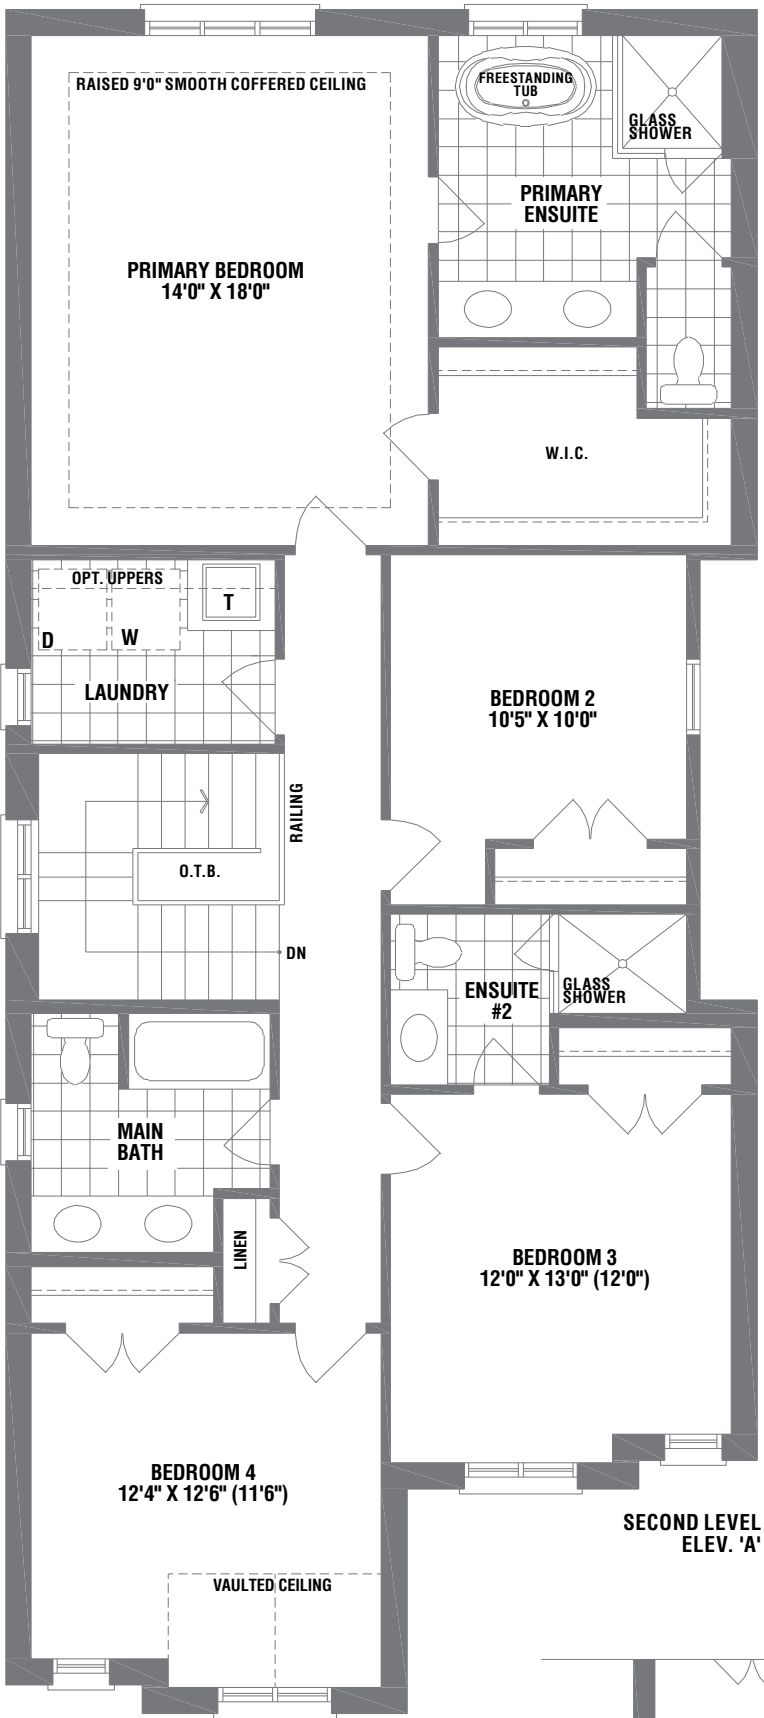 RAISED 9'0" SMOOTH COFFERED CEILING
FREESTANDING
TUB
GLASS
SHOWER
PRIMARY
ENSUITE
PRIMARY BEDROOM
14'0" X 18'0"
W.I.C.
OPT. UPPERS
T
D
W
LAUNDRY
BEDROOM 2
10'5" X 10'0"
RAILING
O.T.B.
DN
ENSUITE
#2
GLASS
SHOWER
MAIN
BATH
LINEN
BEDROOM 3
12'0" X 13'0" (12'0")
BEDROOM 4
12'4" X 12'6" (11'6")
VAULTED CEILING
SECOND LEVEL
ELEV. 'A'